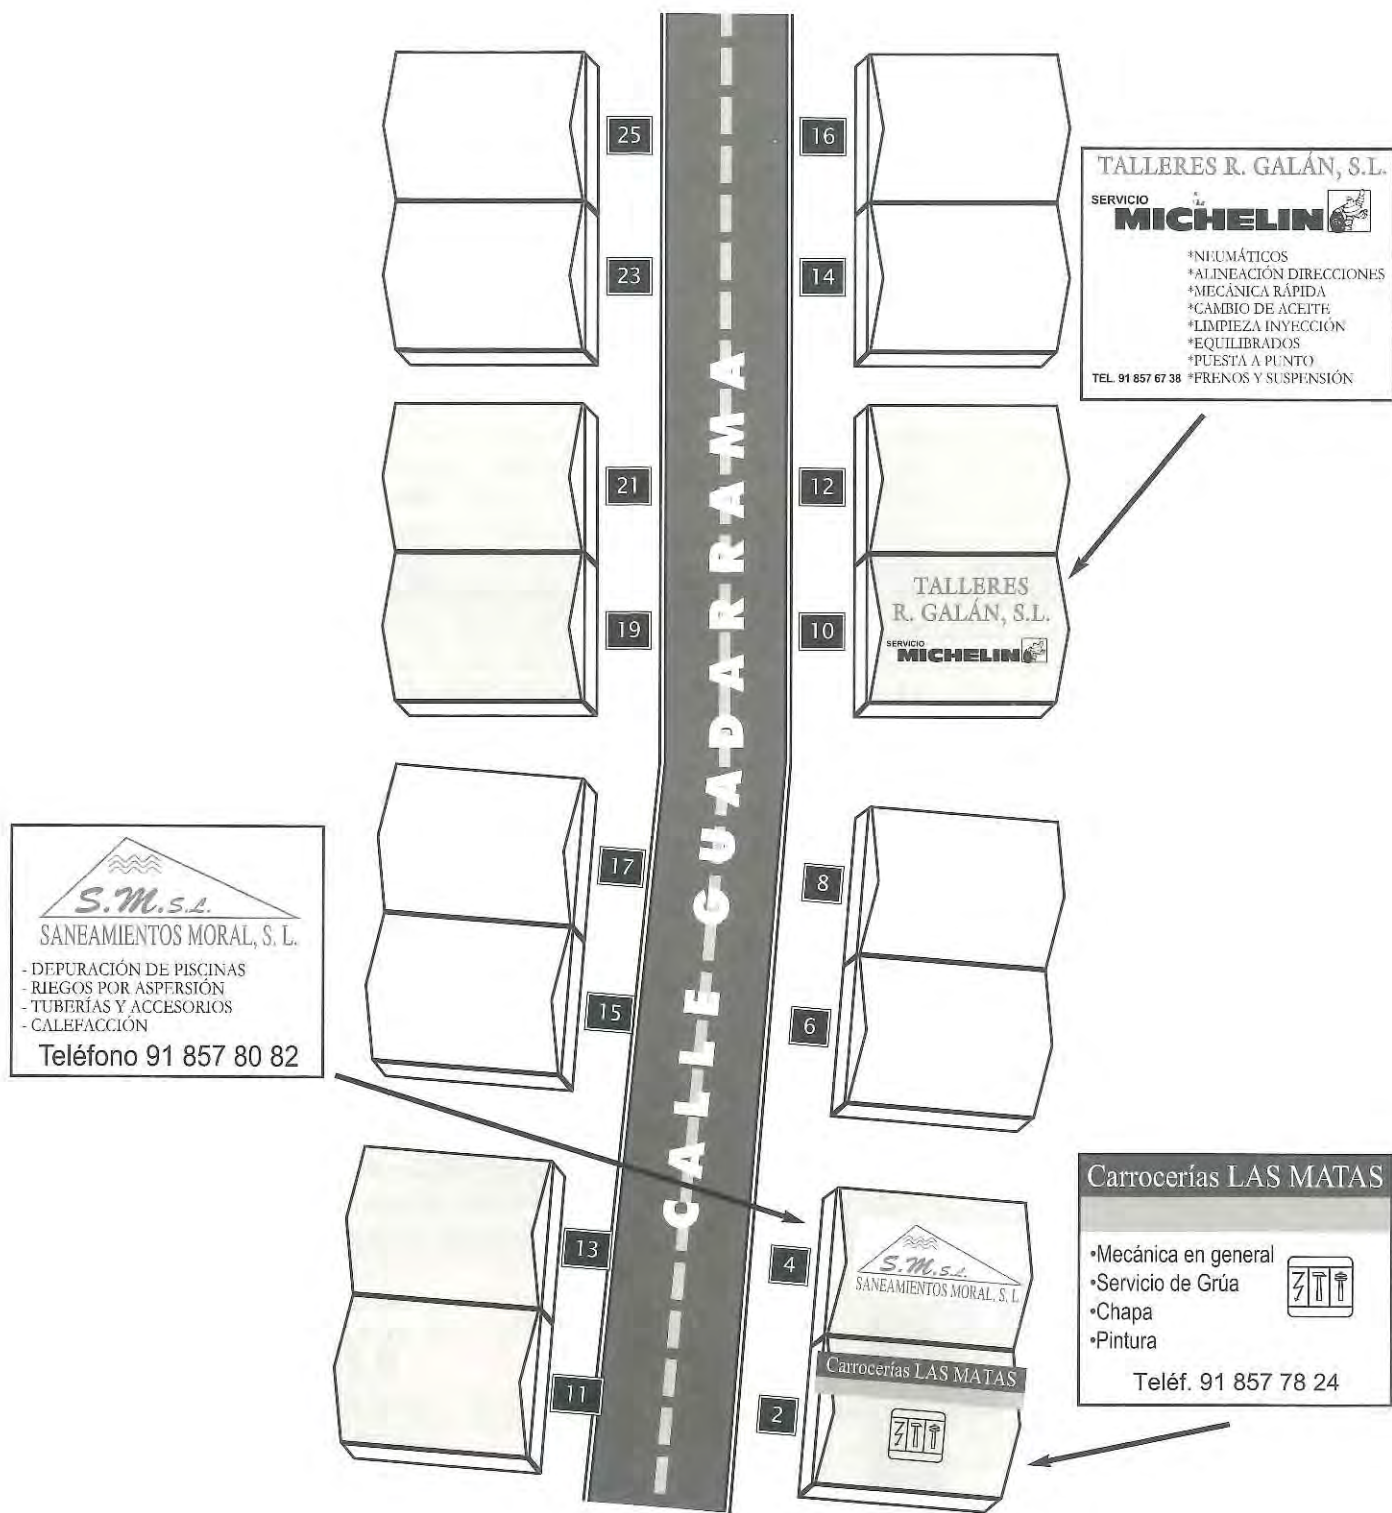 25
16
TALLERES R. GALÁN, S.L.
SERVICIO
MICHELIN
*NEUMÁTICOS
*ALINEACIÓN DIRECCIONES
*MECÁNICA RÁPIDA
*CAMBIO DE ACEITE
*LIMPIEZA INYECCIÓN
*EQUILIBRADOS
*PUESTA A PUNTO
TEL. 91 857 67 38 *FRENOS Y SUSPENSIÓN
23
14
21
12
19
10
TALLERES
R. GALÁN, S.L.
SERVICIO
MICHELIN
CALLE GUADARRAMA
17
8
15
6
S.M.S.L.
SANEAMIENTOS MORAL, S. L.
- DEPURACIÓN DE PISCINAS
- RIEGOS POR ASPERSIÓN
- TUBERÍAS Y ACCESORIOS
- CALEFACCIÓN
Teléfono 91 857 80 82
13
4
S.M.S.L.
SANEAMIENTOS MORAL, S. L
11
2
Carrocerías LAS MATAS
Carrocerías LAS MATAS
•Mecánica en general
•Servicio de Grúa
•Chapa
•Pintura
Teléf. 91 857 78 24